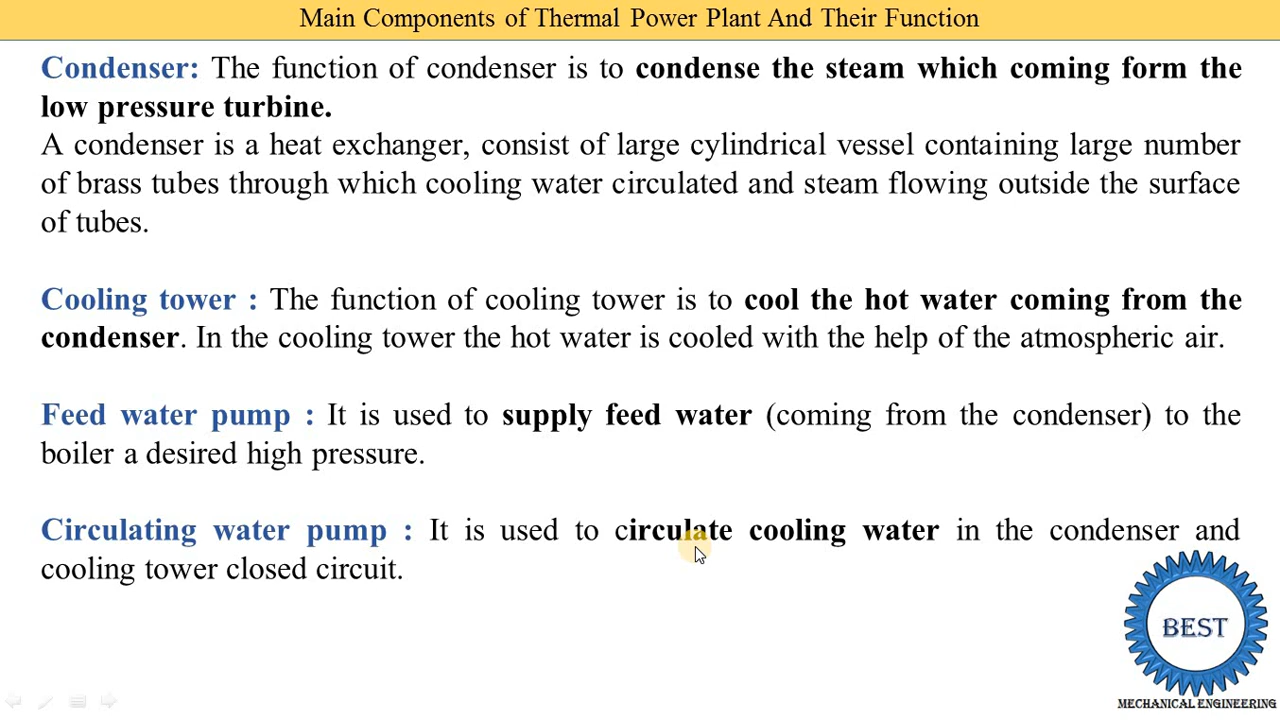 Main Components of Thermal Power Plant And Their Function
Condenser: The function of condenser is to condense the steam which coming form the
low pressure turbine.
A condenser is a heat exchanger, consist of large cylindrical vessel containing large number
of brass tubes through which cooling water circulated and steam flowing outside the surface
of tubes.
Cooling tower : The function of cooling tower is to cool the hot water coming from the
condenser. In the cooling tower the hot water is cooled with the help of the atmospheric air.
Feed water pump : It is used to supply feed water (coming from the condenser) to the
boiler a desired high pressure.
Circulating water pump : It is used to circulate cooling water in the condenser and
cooling tower closed circuit.
BEST
MECHANICAL ENGINEERING